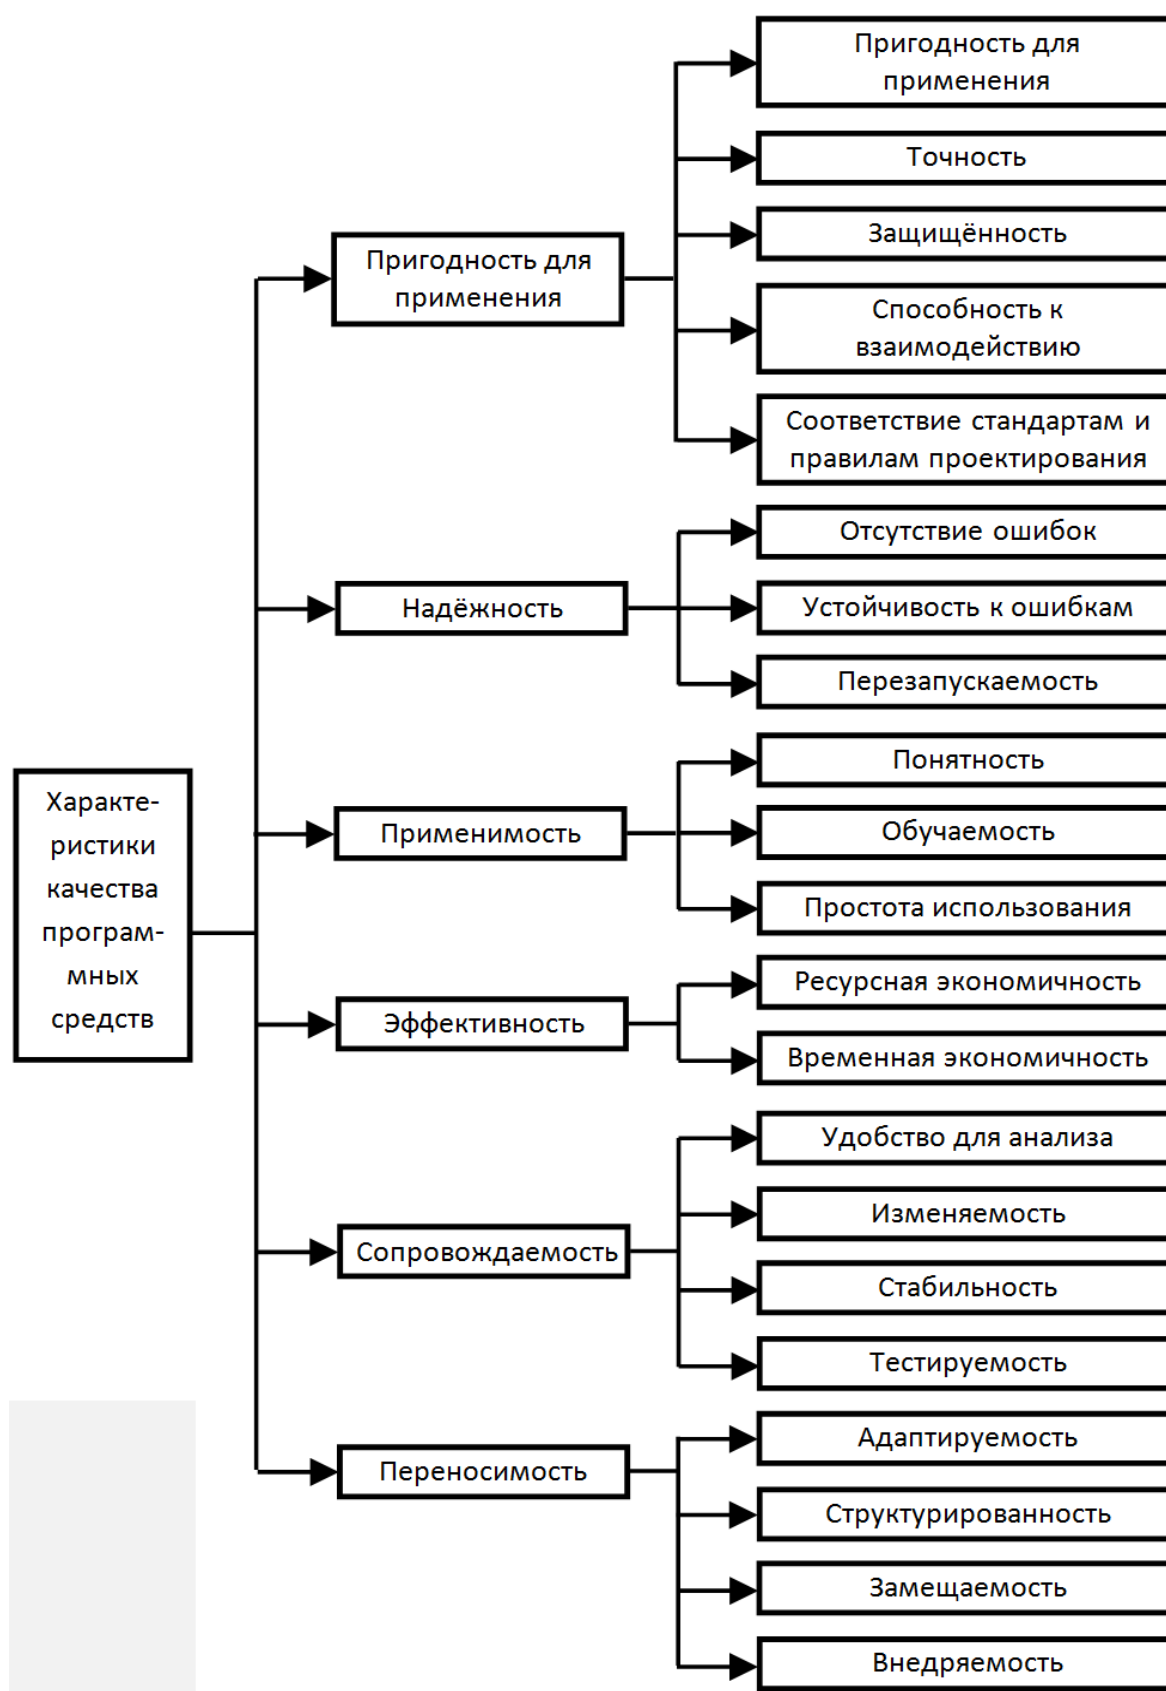 Характе-
ристики
качества
програм-
мных
средств
Пригодность для
применения
Пригодность для
применения
Точность
Защищённость
Способность к
взаимодействию
Соответствие стандартам и
правилам проектирования
Надёжность
Отсутствие ошибок
Устойчивость к ошибкам
Перезапускаемость
Применимость
Понятность
Обучаемость
Простота использования
Эффективность
Ресурсная экономичность
Временная экономичность
Сопровождаемость
Удобство для анализа
Изменяемость
Стабильность
Тестируемость
Переносимость
Адаптируемость
Структурированность
Замещаемость
Внедряемость